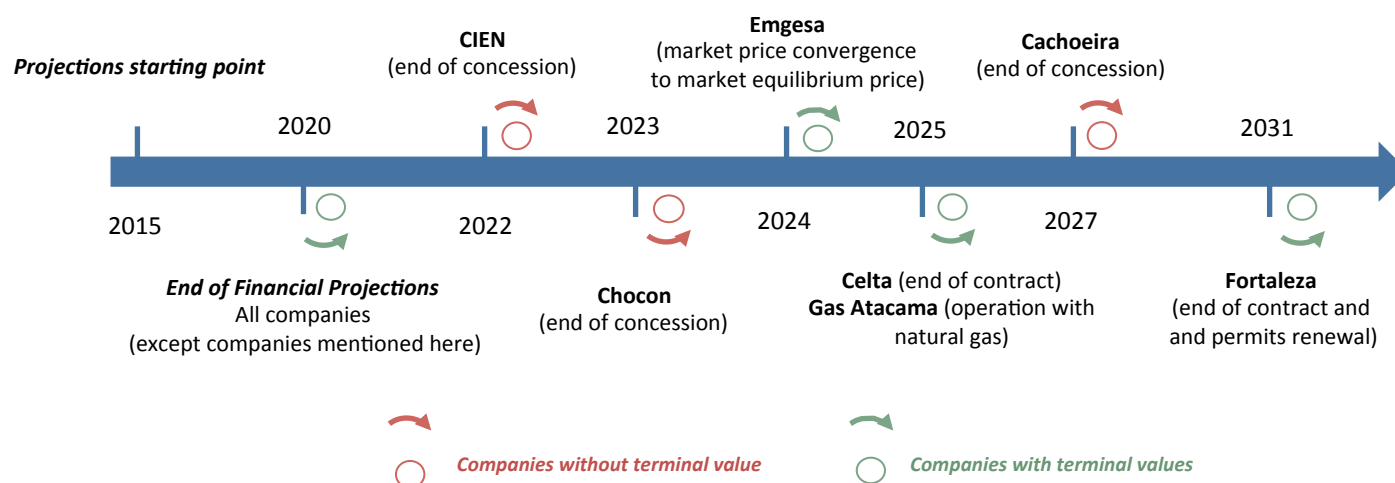 Projections starting point
CIEN
(end of concession)
Emgesa
(market price convergence
to market equilibrium price)
Cachoeira
(end of concession)
2020
2023
2025
2031
2015
2022
2024
2027
End of Financial Projections
All companies
(except companies mentioned here)
Chocon
(end of concession)
Celta (end of contract)
Gas Atacama (operation with
natural gas)
Fortaleza
(end of contract and
and permits renewal)
Companies without terminal value
Companies with terminal values